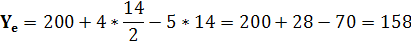 Yₑ = 200 + 4 * 14/2 − 5 * 14 = 200 + 28 − 70 = 158